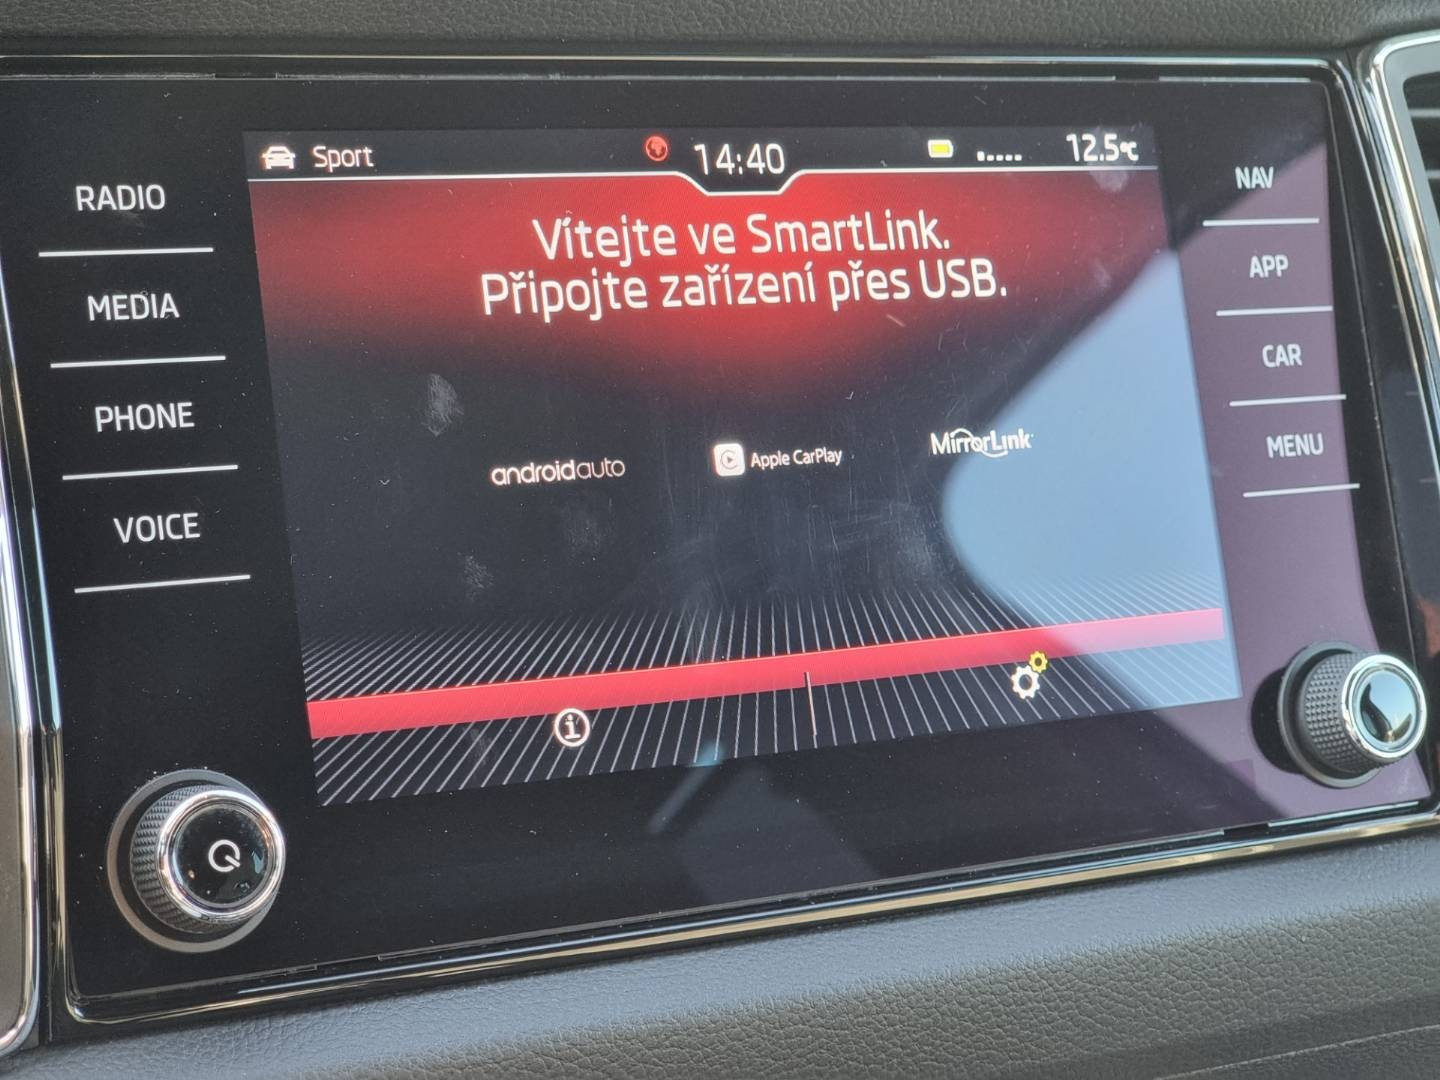 Sport
14:40
12.5°C
RADIO
MEDIA
PHONE
VOICE
Vítejte ve SmartLink.
Připojte zařízení přes USB.
androidauto
Apple CarPlay
MirrorLink
NAV
APP
CAR
MENU